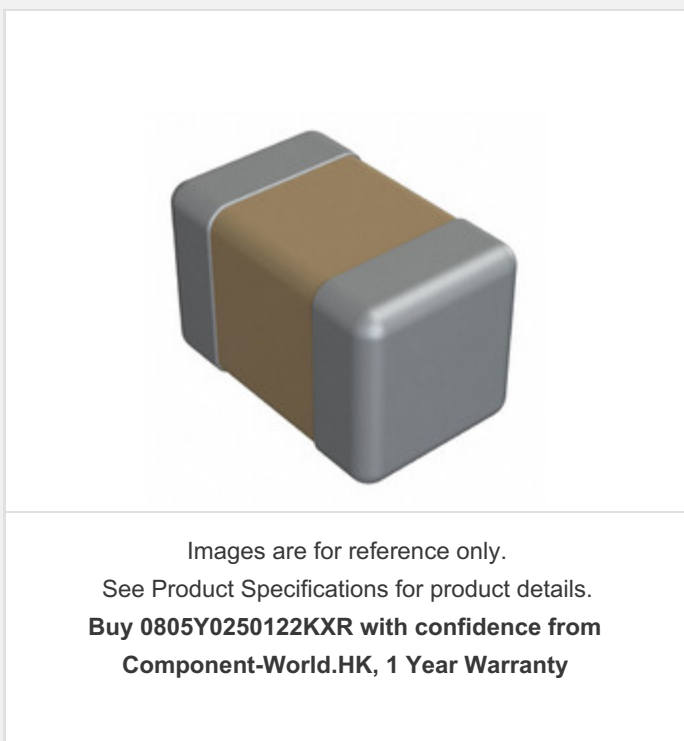 Images are for reference only.
See Product Specifications for product details.
Buy 0805Y0250122KXR with confidence from
Component-World.HK, 1 Year Warranty